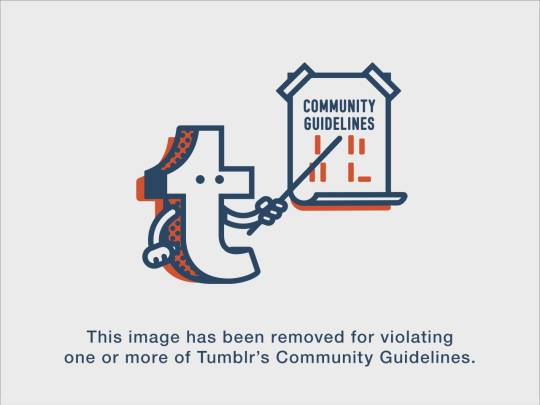 COMMUNITY
GUIDELINES
t
This image has been removed for violating
one or more of Tumblr's Community Guidelines.